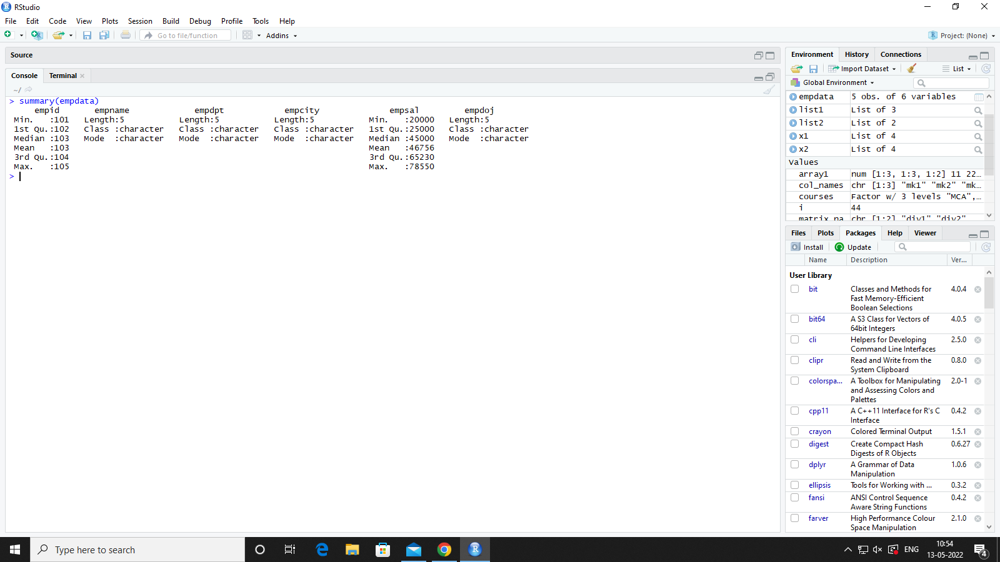 RStudio
File Edit Code View Plots Session Build Debug Profile Tools Help
Go to file/function Addins Project: (None)
Source
Console Terminal
~/
> summary(empdata)
     empid       empname             empdpt            empcity              empsal         empdoj
 Min.   :101   Length:5           Length:5           Length:5           Min.   :20000   Length:5
 1st Qu.:102   Class :character   Class :character   Class :character   1st Qu.:25000   Class :character
 Median :103   Mode  :character   Mode  :character   Mode  :character   Median :45000   Mode  :character
 Mean   :103                                                            Mean   :46756
 3rd Qu.:104                                                            3rd Qu.:65230
 Max.   :105                                                            Max.   :78550
>
Environment History Connections
Import Dataset List
Global Environment
empdata 5 obs. of 6 variables
list1 List of 3
list2 List of 2
x1 List of 4
x2 List of 4
Values
array1 num [1:3, 1:3, 1:2] 11 22…
col_names chr [1:3] "mk1" "mk2" "mk…
courses Factor w/ 3 levels "MCA",…
i 44
matrix_na chr [1:2] "div1" "div2"
Files Plots Packages Help Viewer
Install Update
Name Description Ver...
User Library
bit Classes and Methods for 4.0.4
Fast Memory-Efficient
Boolean Selections
bit64 A S3 Class for Vectors of 4.0.5
64bit Integers
cli Helpers for Developing 2.5.0
Command Line Interfaces
clipr Read and Write from the 0.8.0
System Clipboard
colorspa... A Toolbox for Manipulating 2.0-1
and Assessing Colors and
Palettes
cpp11 A C++11 Interface for R's C 0.4.2
Interface
crayon Colored Terminal Output 1.5.1
digest Create Compact Hash 0.6.27
Digests of R Objects
dplyr A Grammar of Data 1.0.6
Manipulation
ellipsis Tools for Working with ... 0.3.2
fansi ANSI Control Sequence 0.4.2
Aware String Functions
farver High Performance Colour 2.1.0
Space Manipulation
Type here to search
ENG
10:54
13-05-2022
4